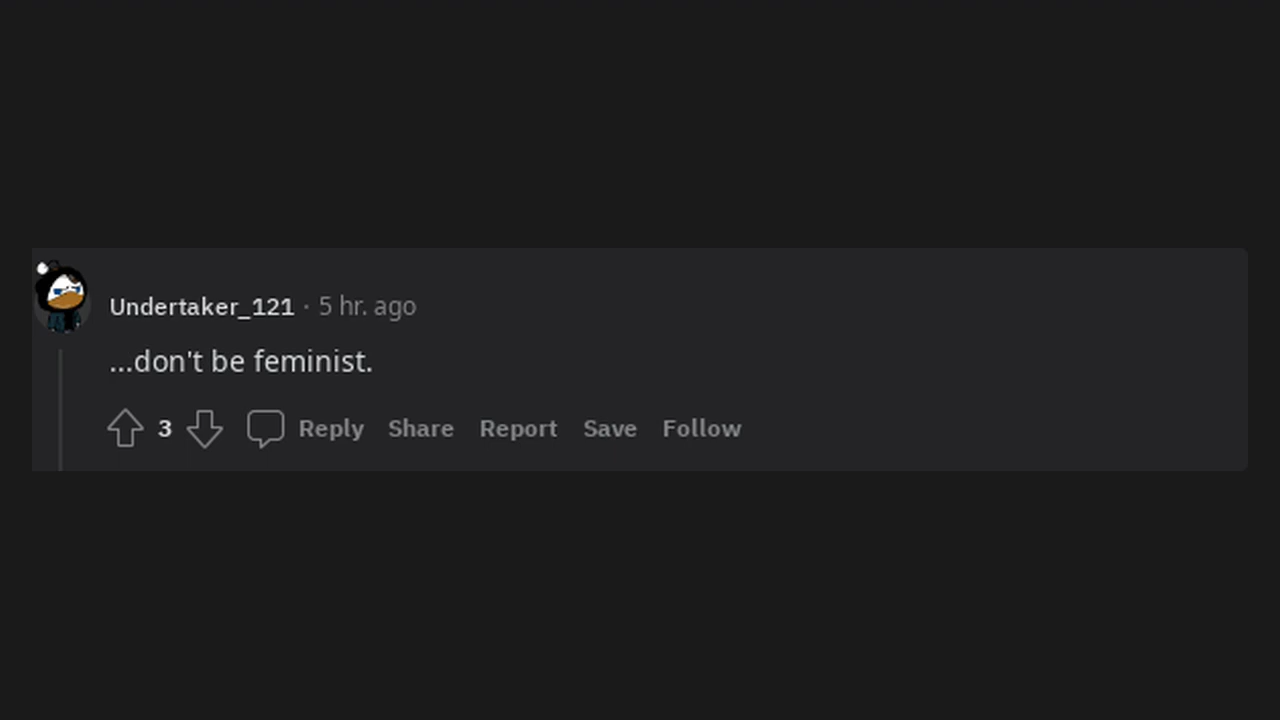 Undertaker_121 · 5 hr. ago
...don't be feminist.
3 Reply Share Report Save Follow